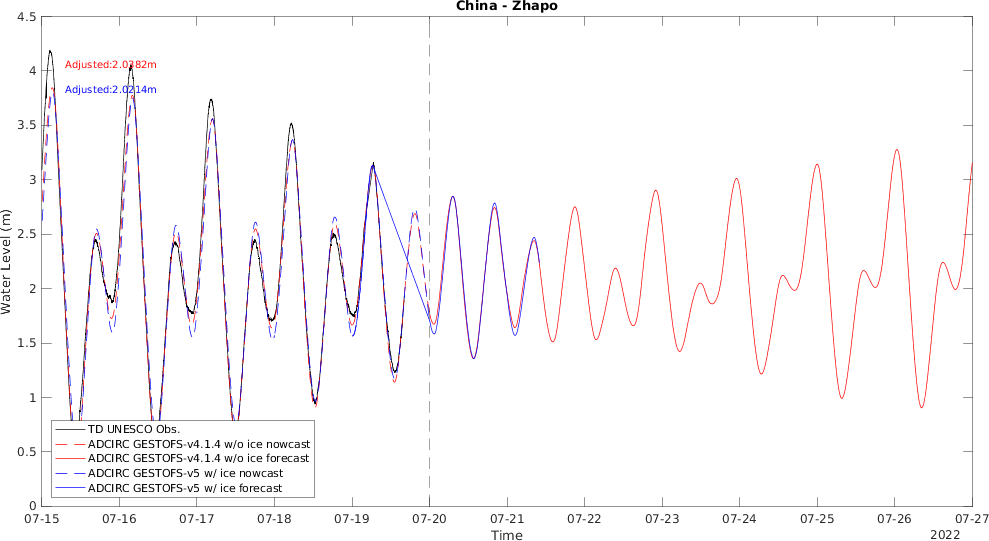 China - Zhapo
4.5
4
3.5
3
2.5
2
1.5
1
0.5
0
Water Level (m)
Adjusted:2.0382m
Adjusted:2.0214m
TD UNESCO Obs.
ADCIRC GESTOFS-v4.1.4 w/o ice nowcast
ADCIRC GESTOFS-v4.1.4 w/o ice forecast
ADCIRC GESTOFS-v5 w/ ice nowcast
ADCIRC GESTOFS-v5 w/ ice forecast
07-15 07-16 07-17 07-18 07-19 07-20 07-21 07-22 07-23 07-24 07-25 07-26 07-27
Time
2022